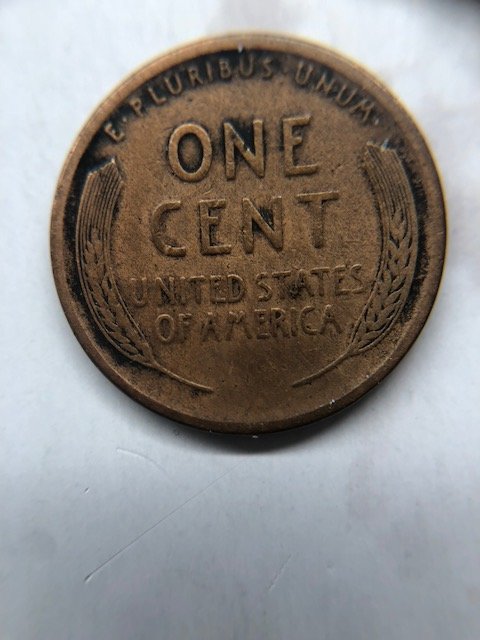 E·PLURIBUS·UNUM·
ONE
CENT
UNITED STATES
OF AMERICA